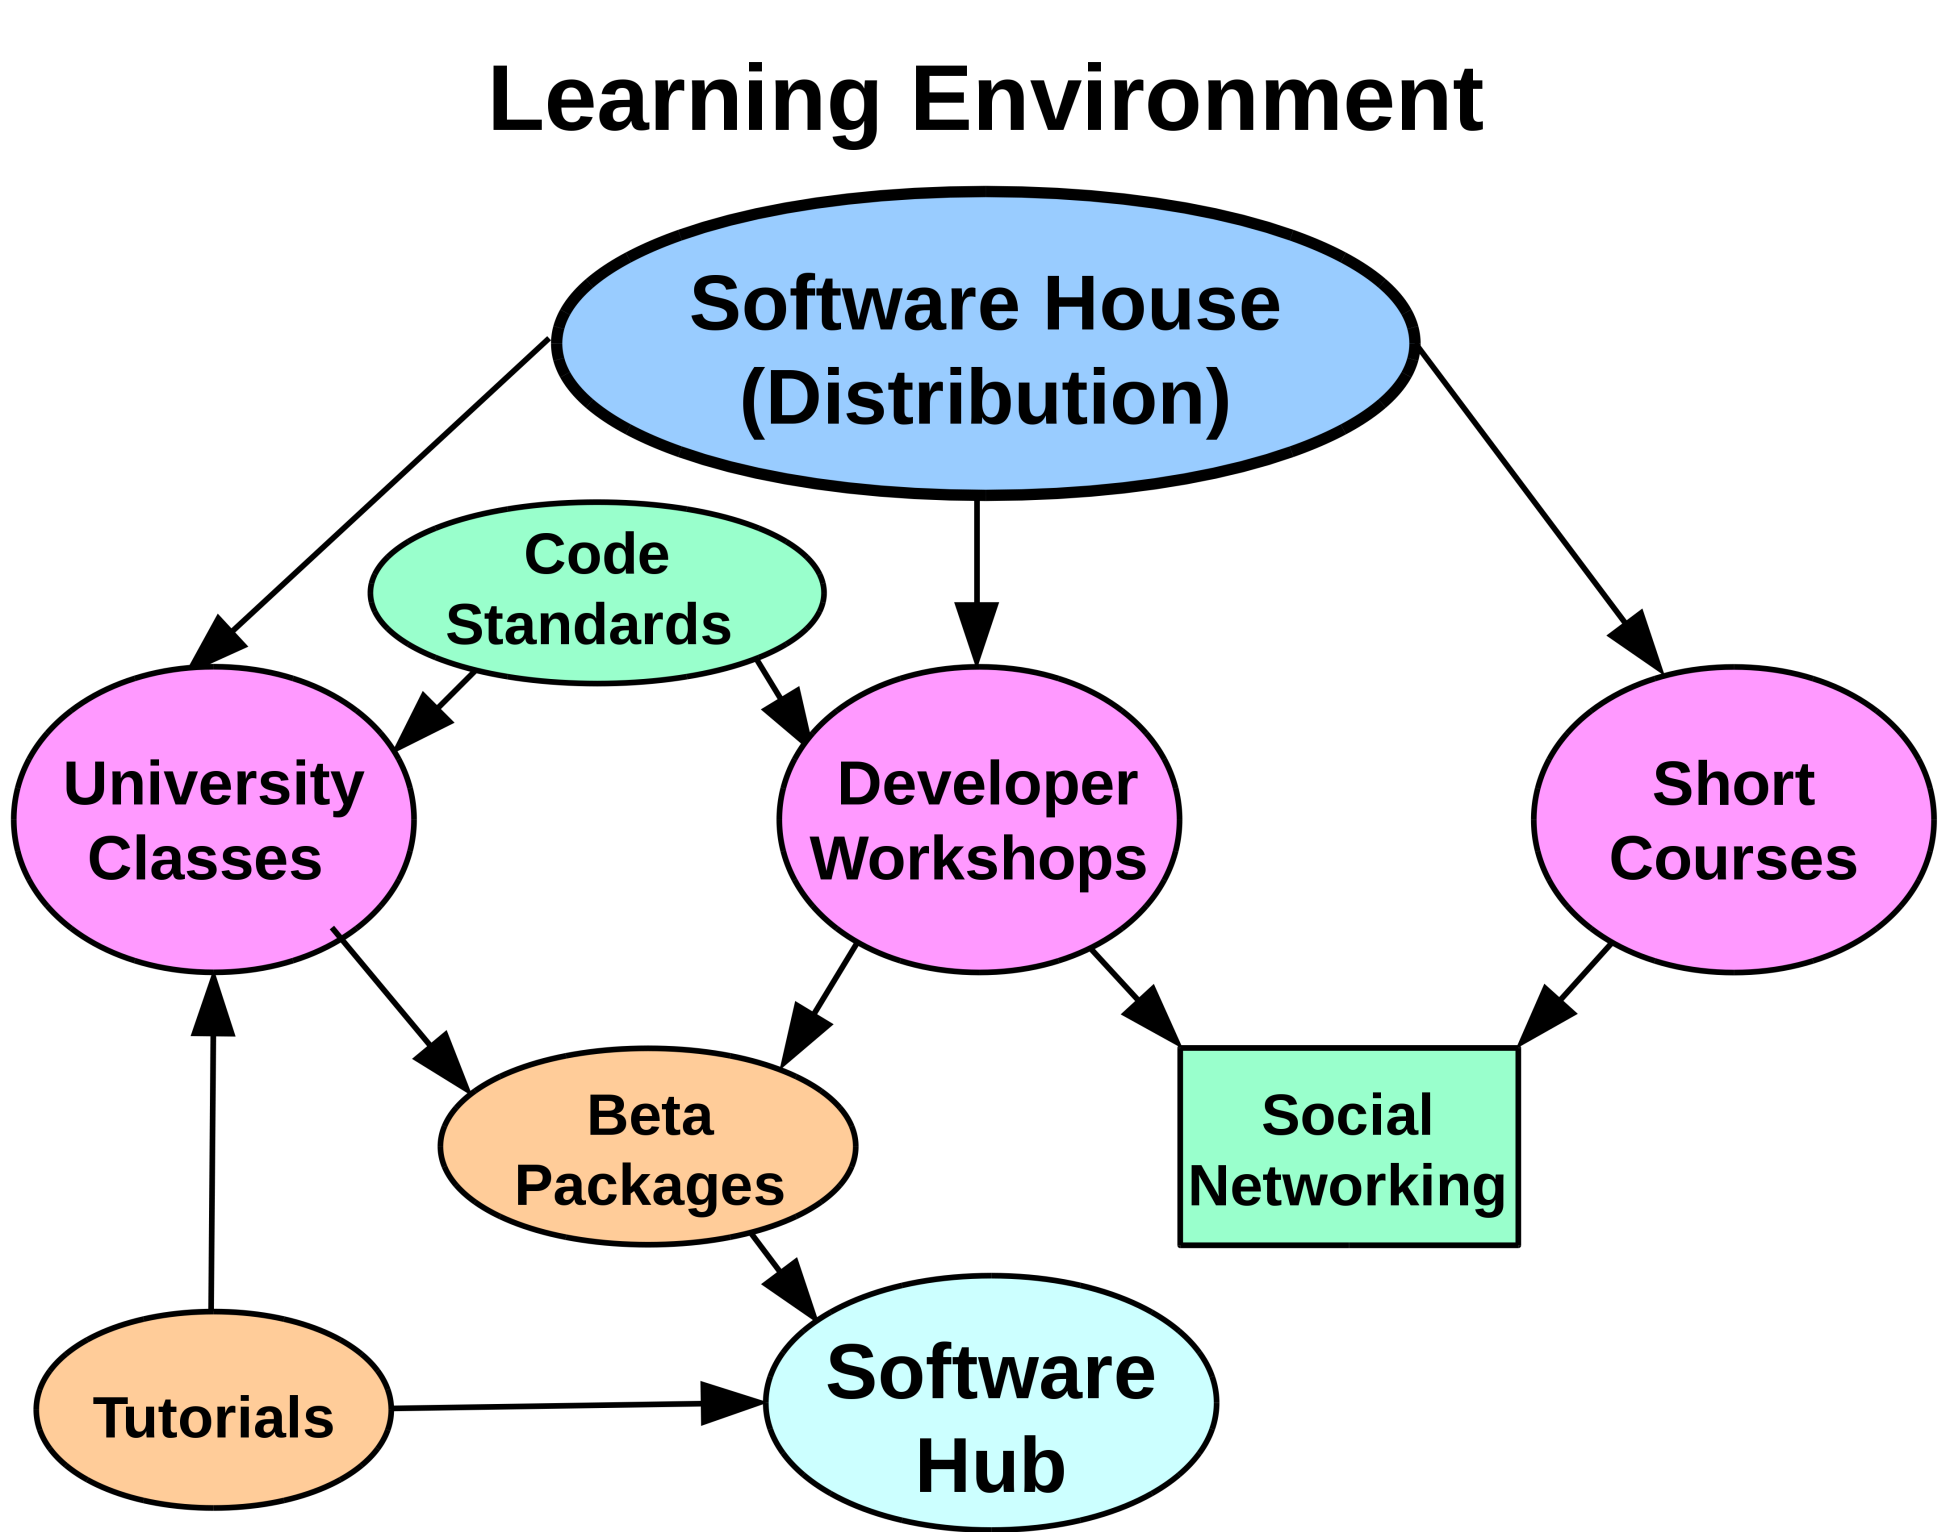 Learning Environment
Software House
(Distribution)
Code
Standards
University
Classes
Developer
Workshops
Short
Courses
Beta
Packages
Social
Networking
Tutorials
Software
Hub